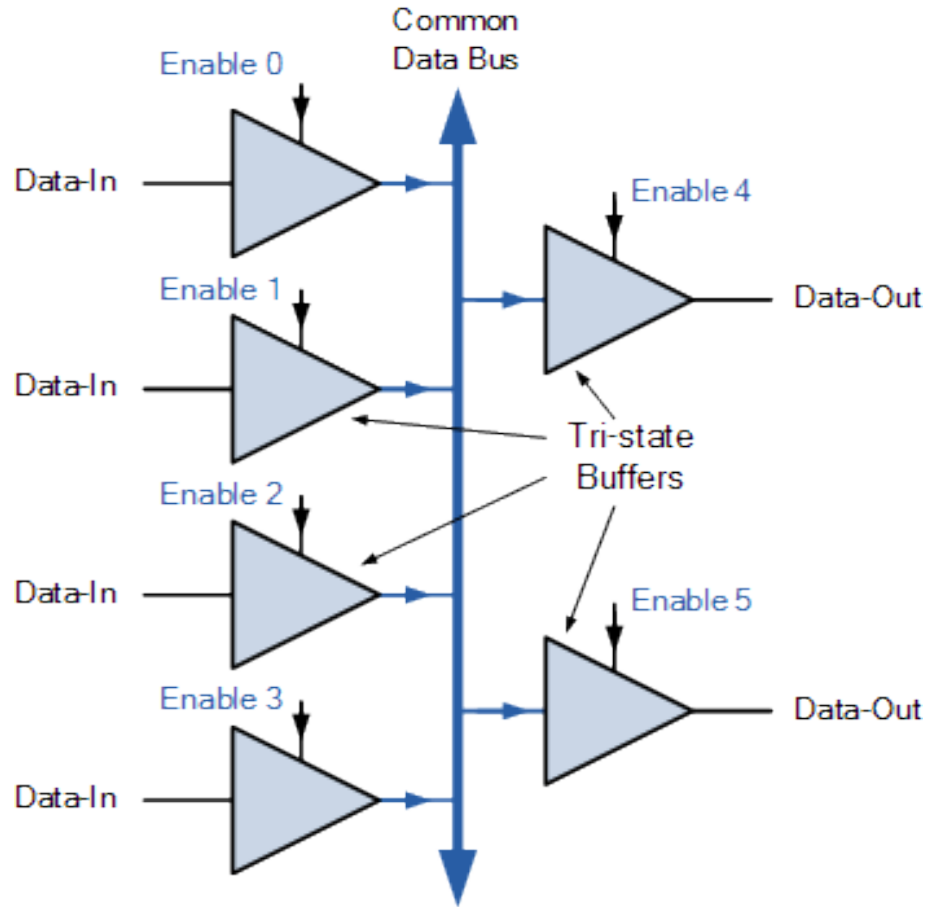 Common
Data Bus
Enable 0
Data-In
Enable 4
Enable 1
Data-Out
Data-In
Tri-state
Buffers
Enable 2
Data-In
Enable 5
Enable 3
Data-Out
Data-In